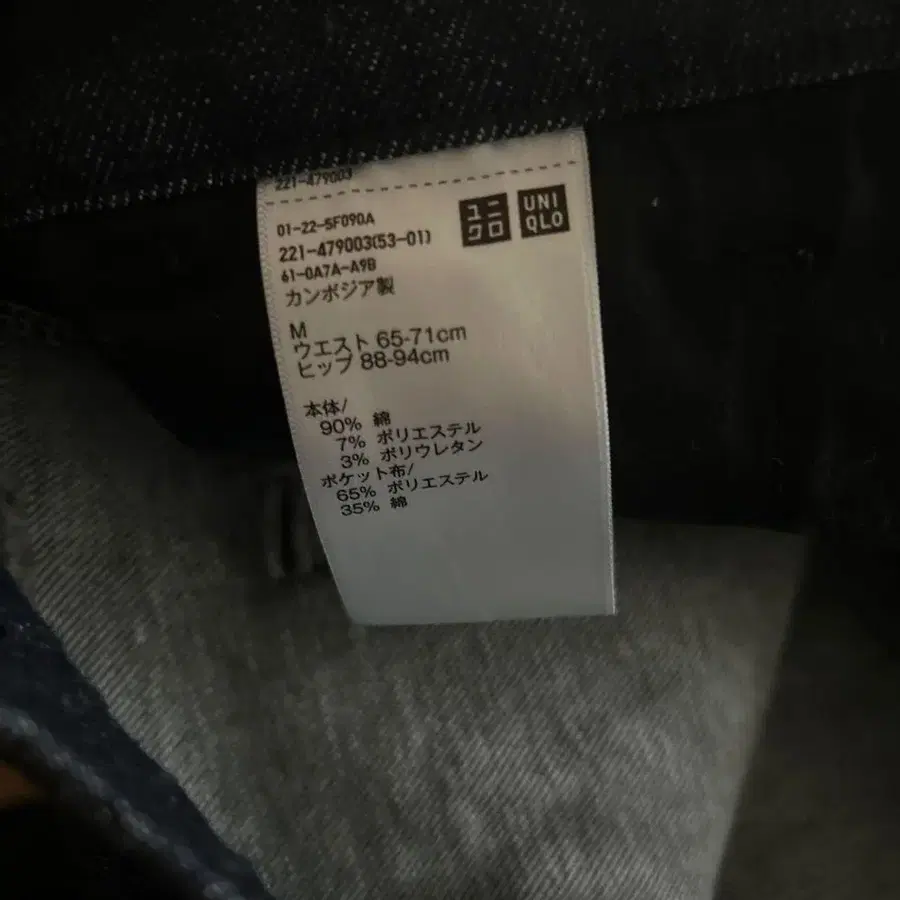 221-479003
ユニクロ
UNIQLO
01-22-5F090A
221-479003(53-01)
61-0A7A-A9B
カンボジア製
M
ウエスト 65-71cm
ヒップ 88-94cm
本体/
90% 綿
7% ポリエステル
3% ポリウレタン
ポケット布/
65% ポリエステル
35% 綿